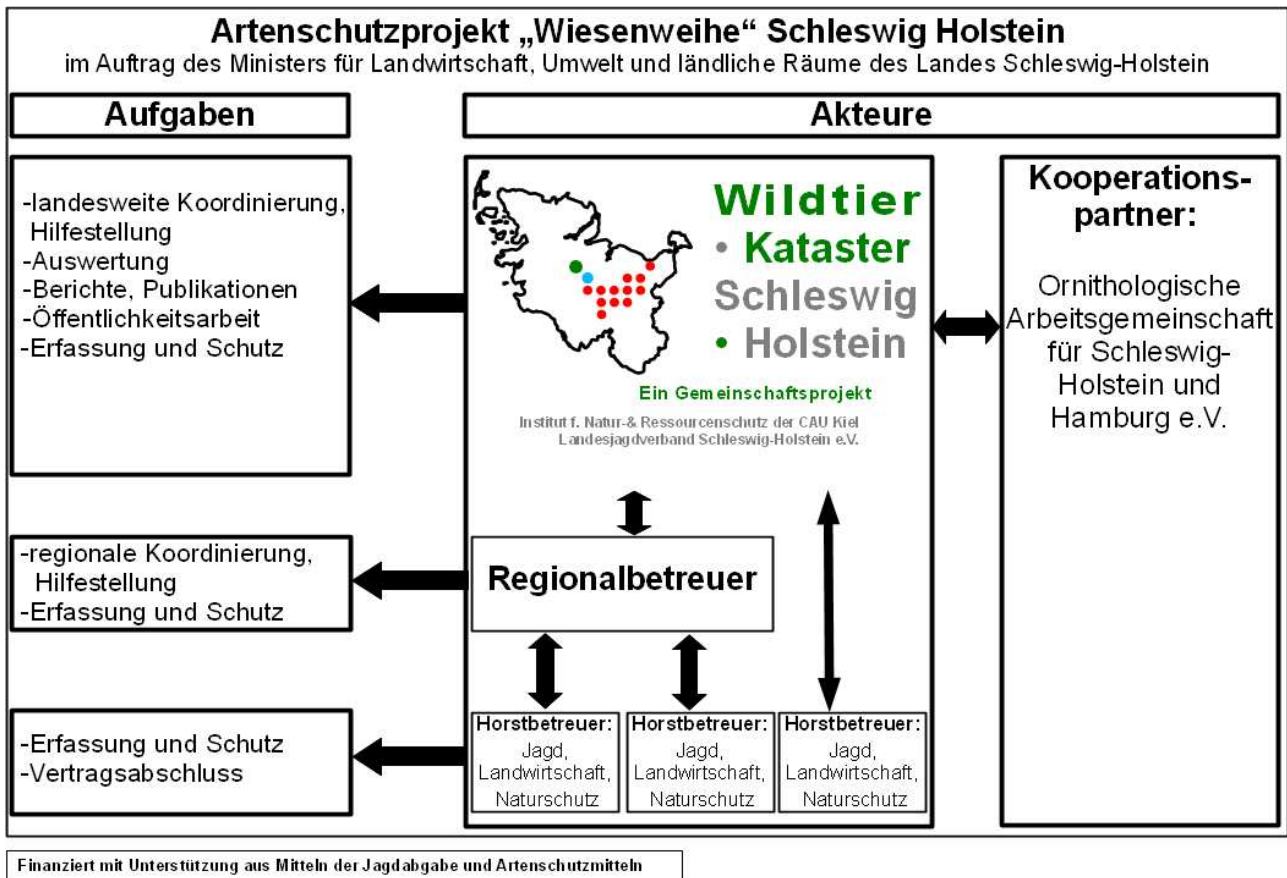 Artenschutzprojekt „Wiesenweihe“ Schleswig Holstein
im Auftrag des Ministers für Landwirtschaft, Umwelt und ländliche Räume des Landes Schleswig-Holstein
Aufgaben
Akteure
-landesweite Koordinierung,
Hilfestellung
-Auswertung
-Berichte, Publikationen
-Öffentlichkeitsarbeit
-Erfassung und Schutz
Wildtier
• Kataster
Schleswig
• Holstein
Ein Gemeinschaftsprojekt
Institut f. Natur-& Ressourcenschutz der CAU Kiel
Landesjagdverband Schleswig-Holstein e.V.
Kooperations-
partner:
Ornithologische
Arbeitsgemeinschaft
für Schleswig-
Holstein und
Hamburg e.V.
-regionale Koordinierung,
Hilfestellung
-Erfassung und Schutz
Regionalbetreuer
-Erfassung und Schutz
-Vertragsabschluss
Horstbetreuer:
Jagd,
Landwirtschaft,
Naturschutz
Horstbetreuer:
Jagd,
Landwirtschaft,
Naturschutz
Horstbetreuer:
Jagd,
Landwirtschaft,
Naturschutz
Finanziert mit Unterstützung aus Mitteln der Jagdabgabe und Artenschutzmitteln